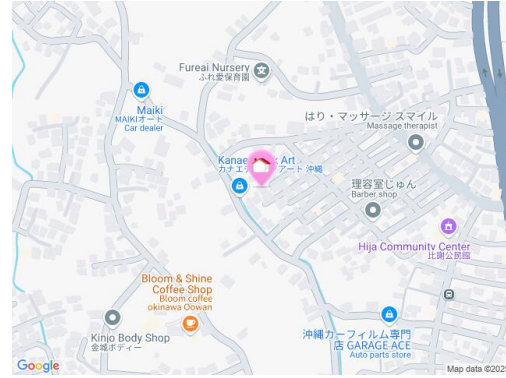 Fureai Nursery
ふれ愛保育園
Maiki
MAIKIオート
Car dealer
はり・マッサージ スマイル
Massage therapist
Kanae
Art
カナエ
アート 沖縄
理容室じゅん
Barber shop
Hija Community Center
比謝公民館
Bloom & Shine
Coffee Shop
Bloom coffee
okinawa Oowan
Kinjo Body Shop
金城ボディー
沖縄カーフィルム専門
店 GARAGE ACE
Auto parts store
Google
Map data ©2025